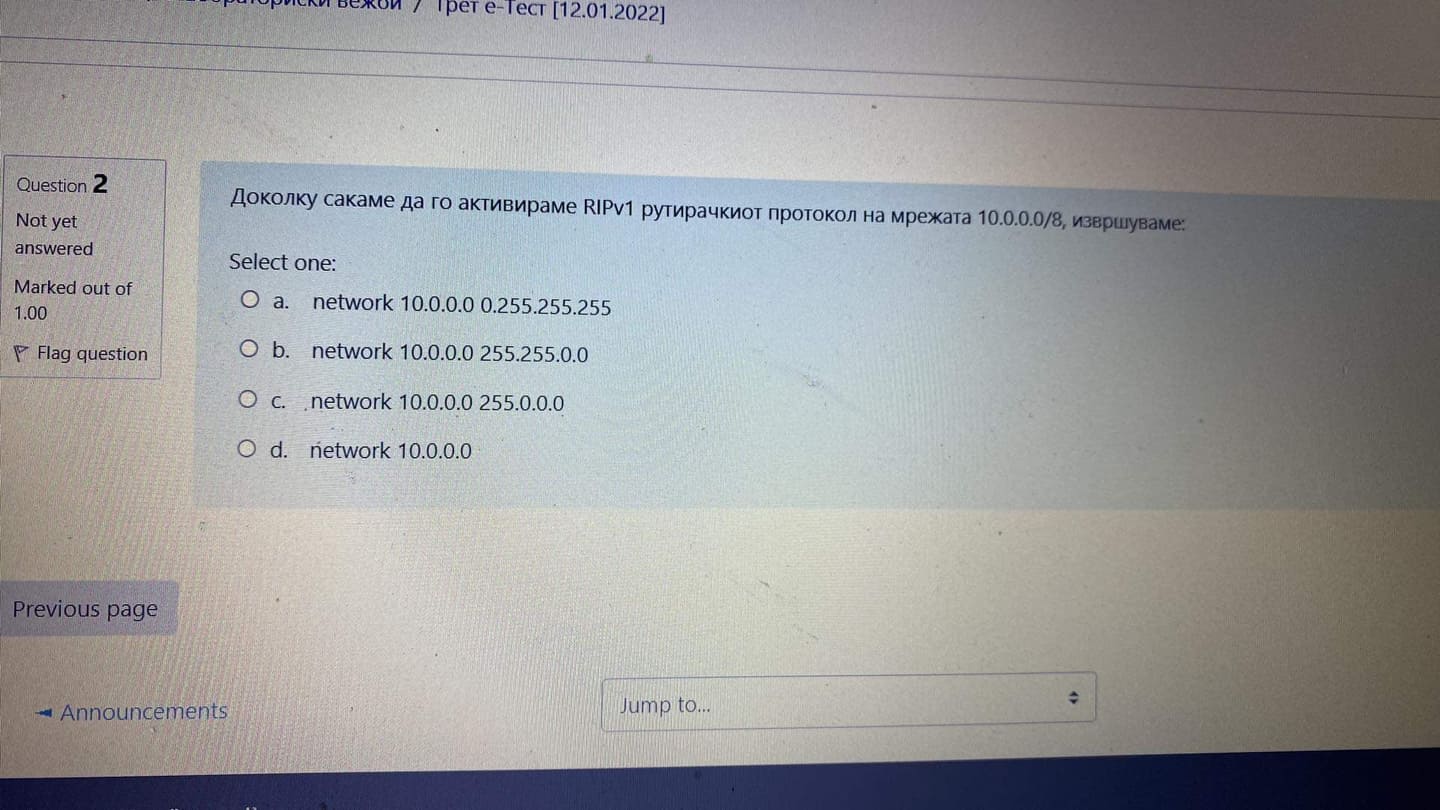 вежби / Трет е-Тест [12.01.2022]
Question 2
Not yet
answered
Marked out of
1.00
Flag question
Доколку сакаме да го активираме RIPv1 рутирачкиот протокол на мрежата 10.0.0.0/8, извршуваме:
Select one:
a. network 10.0.0.0 0.255.255.255
b. network 10.0.0.0 255.255.0.0
c. network 10.0.0.0 255.0.0.0
d. network 10.0.0.0
Previous page
◄ Announcements
Jump to...